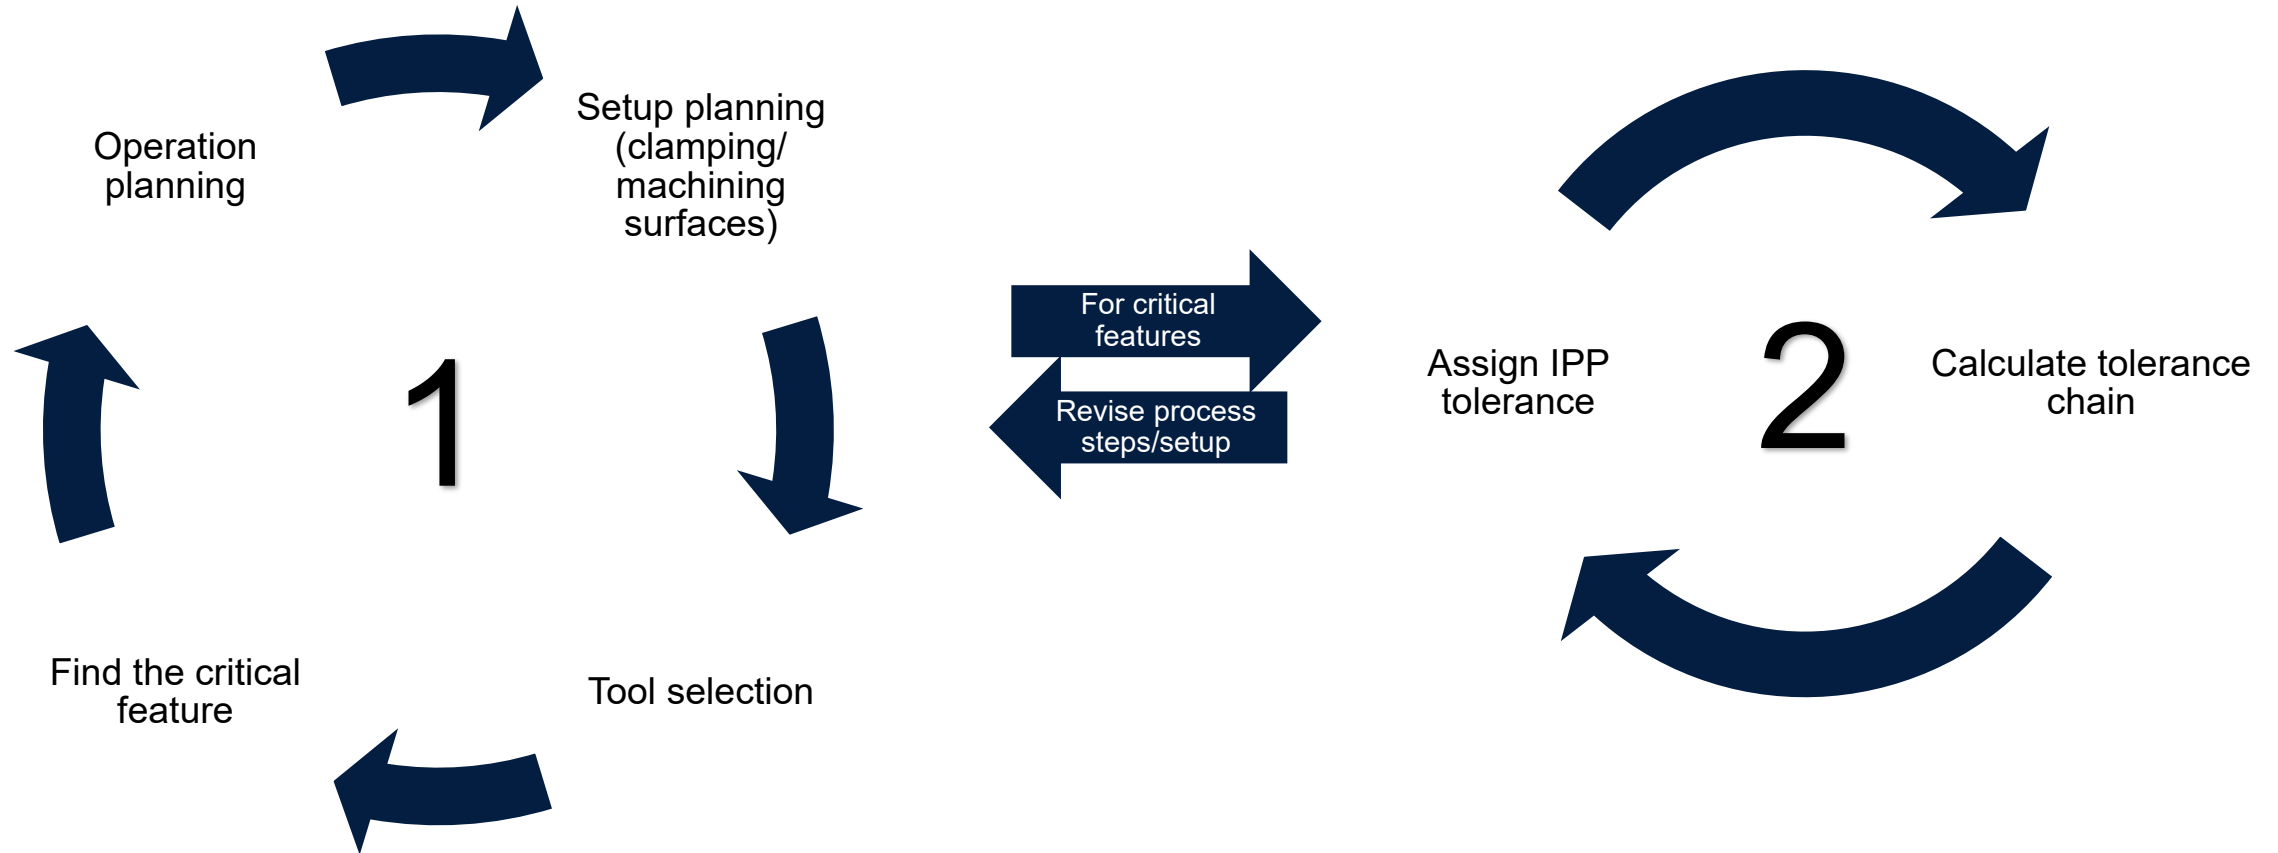 Operation
planning
Setup planning
(clamping/
machining
surfaces)
1
Find the critical
feature
Tool selection
For critical
features
Revise process
steps/setup
Assign IPP
tolerance
2
Calculate tolerance
chain